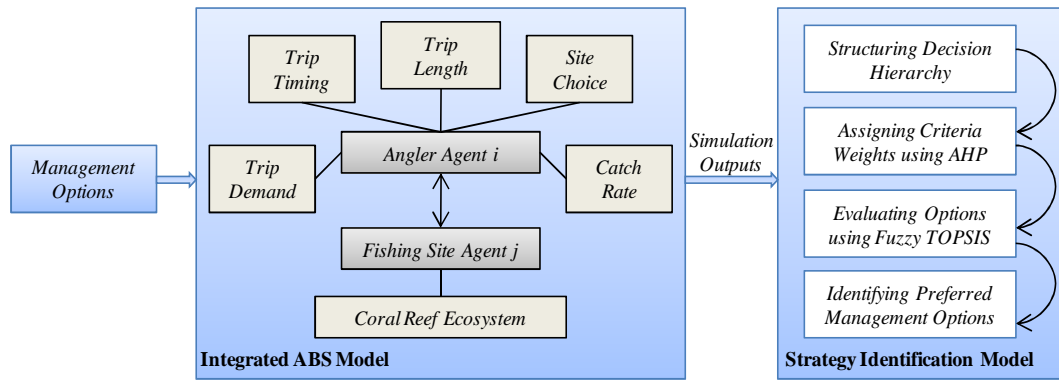 Management
Options
Trip
Timing
Trip
Length
Site
Choice
Angler Agent i
Trip
Demand
Catch
Rate
Fishing Site Agent j
Coral Reef Ecosystem
Integrated ABS Model
Simulation
Outputs
Structuring Decision
Hierarchy
Assigning Criteria
Weights using AHP
Evaluating Options
using Fuzzy TOPSIS
Identifying Preferred
Management Options
Strategy Identification Model